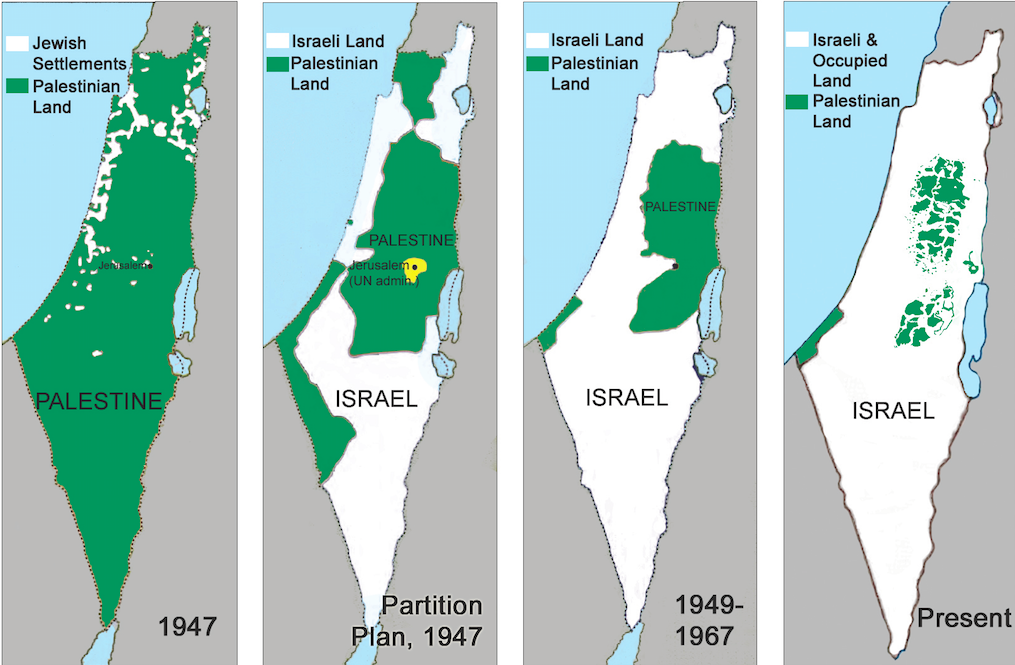 Jewish
Settlements
Palestinian
Land
Jerusalem
PALESTINE
1947
Israeli Land
Palestinian
Land
PALESTINE
Jerusalem
(UN admin.)
ISRAEL
Partition
Plan, 1947
Israeli Land
Palestinian
Land
PALESTINE
ISRAEL
1949-
1967
Israeli &
Occupied
Land
Palestinian
Land
ISRAEL
Present